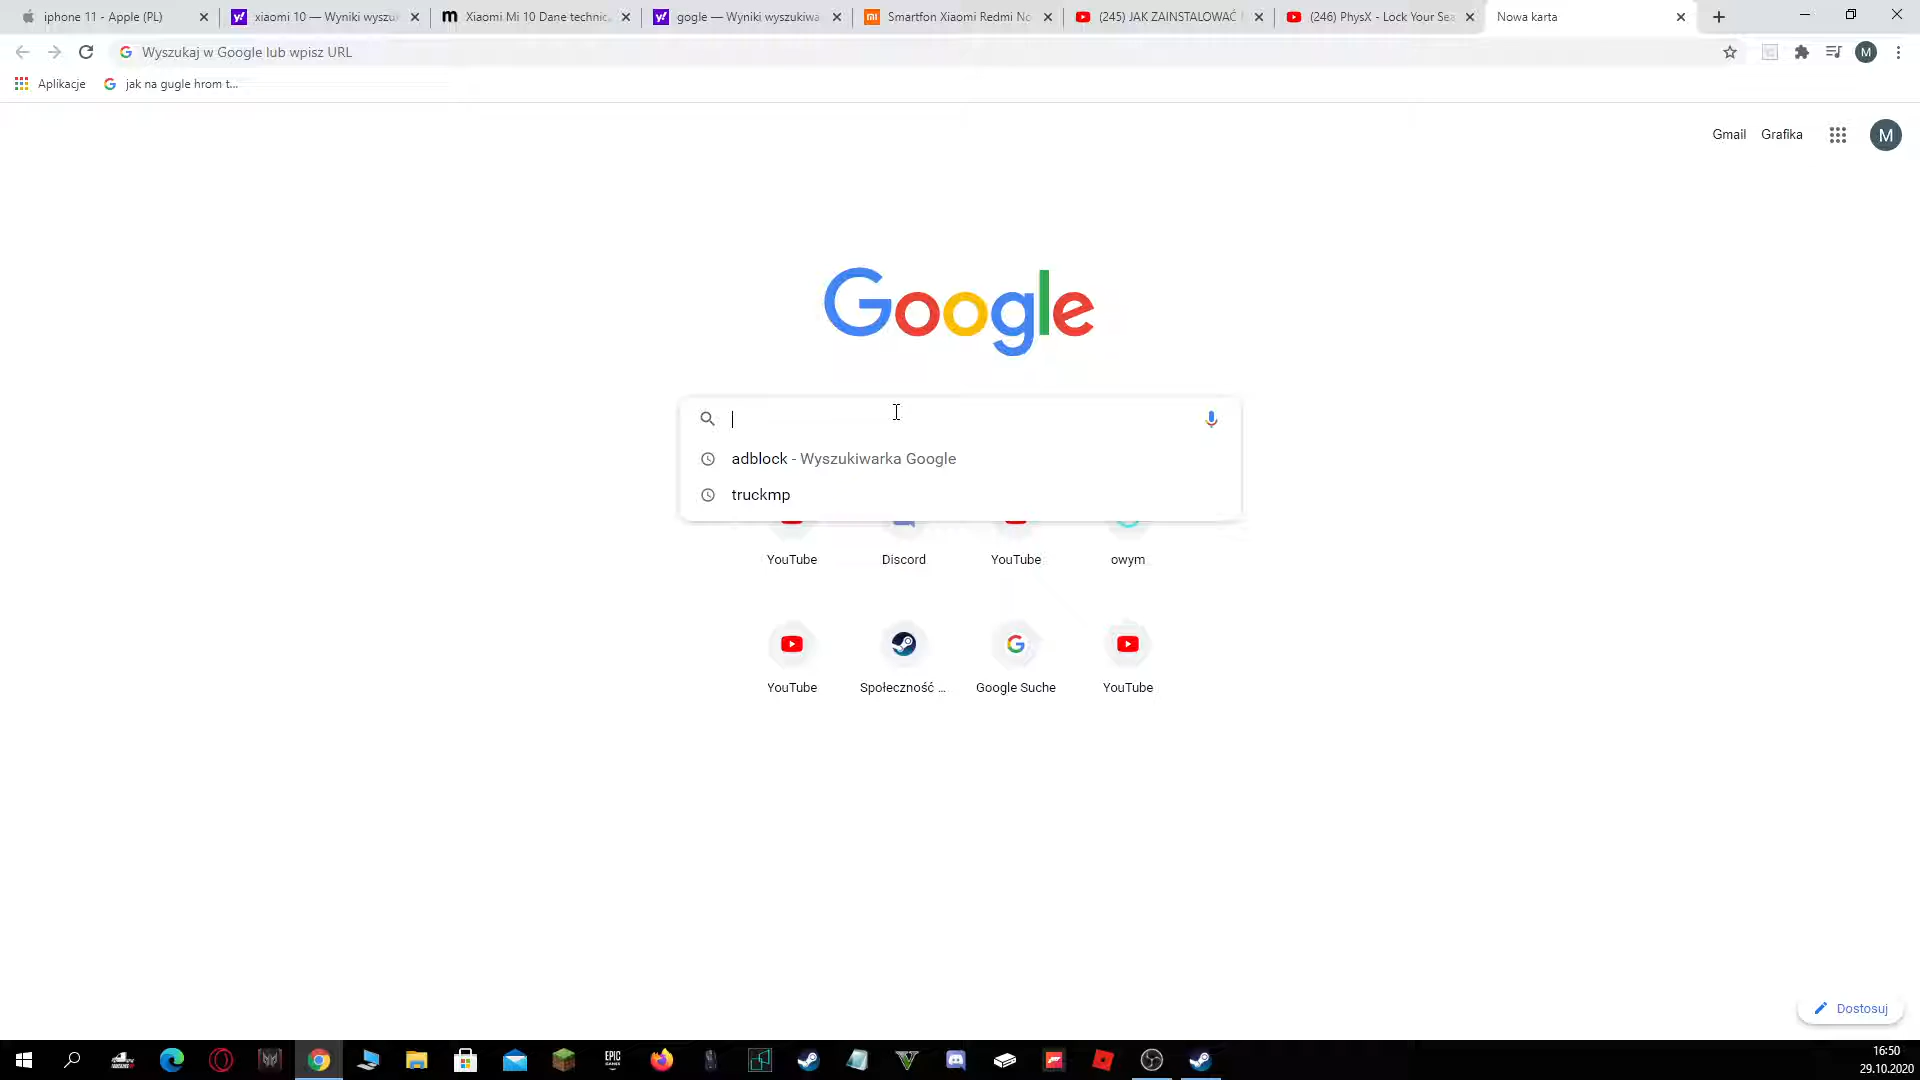 iphone 11 - Apple (PL)
xiaomi 10 — Wyniki wyszu
Xiaomi Mi 10 Dane technic
gogle — Wyniki wyszukiwa
Smartfon Xiaomi Redmi No
(245) JAK ZAINSTALOWAĆ
(246) PhysX - Lock Your Sea
Nowa karta
Wyszukaj w Google lub wpisz URL
M
Aplikacje
jak na gugle hrom t...
Gmail
Grafika
M
Google
adblock - Wyszukiwarka Google
truckmp
YouTube
Discord
YouTube
owym
YouTube
Społeczność ...
Google Suche
YouTube
Dostosuj
EPIC
16:50
29.10.2020